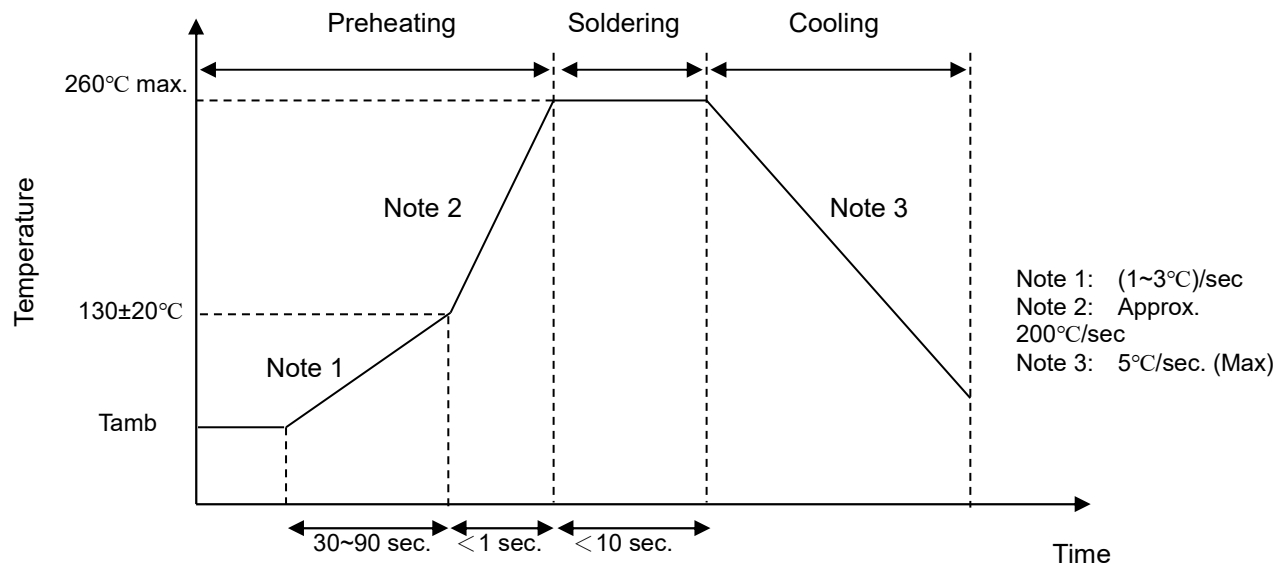 Preheating Soldering Cooling
260℃ max.
Temperature
Note 2
Note 3
130±20℃
Note 1
Tamb
Note 1: (1~3℃)/sec
Note 2: Approx.
200℃/sec
Note 3: 5℃/sec. (Max)
30~90 sec. ＜1 sec. ＜10 sec.
Time